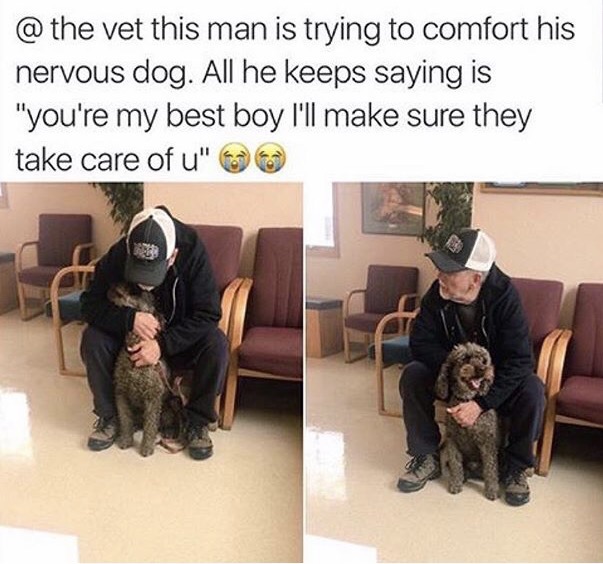 @ the vet this man is trying to comfort his
nervous dog. All he keeps saying is
"you're my best boy I'll make sure they
take care of u" 😭😭